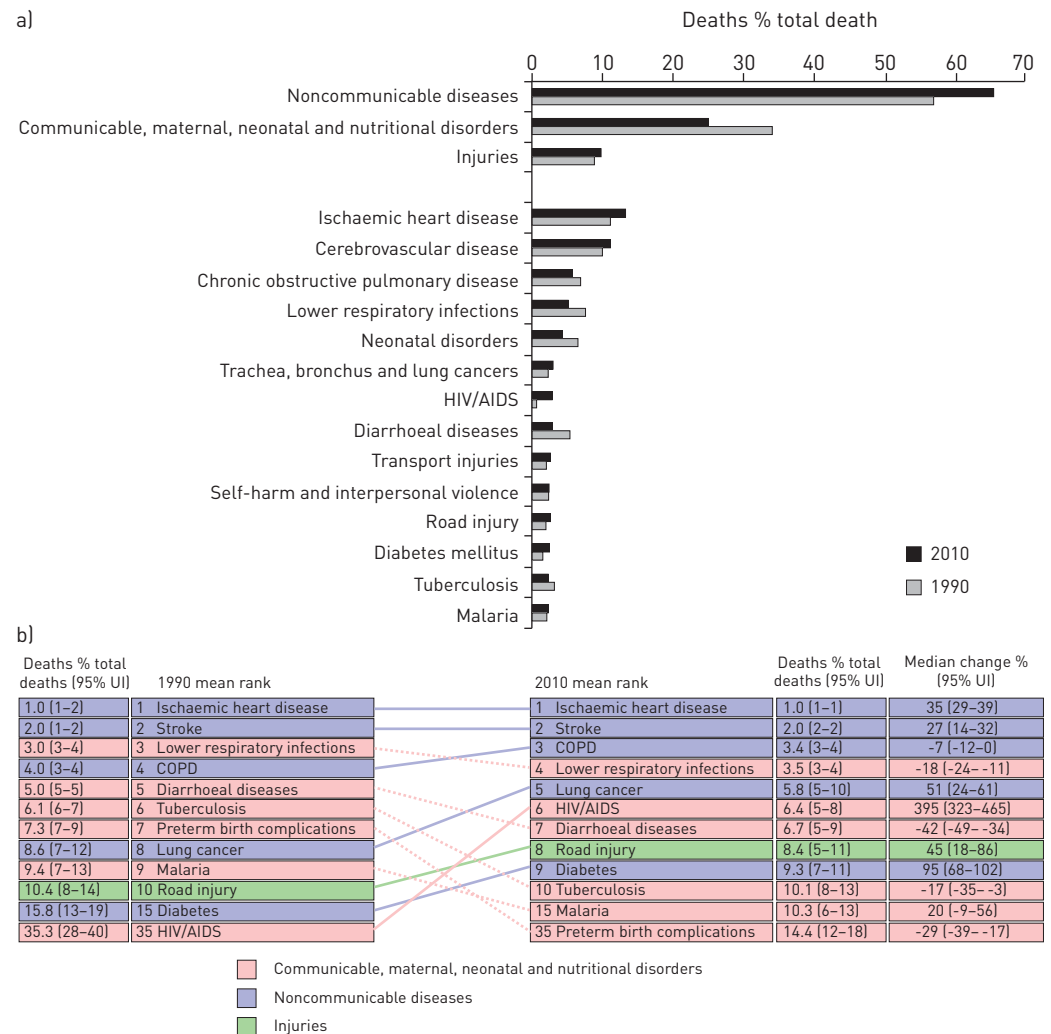 a)
Deaths % total death
0 10 20 30 40 50 60 70
Noncommunicable diseases
Communicable, maternal, neonatal and nutritional disorders
Injuries
Ischaemic heart disease
Cerebrovascular disease
Chronic obstructive pulmonary disease
Lower respiratory infections
Neonatal disorders
Trachea, bronchus and lung cancers
HIV/AIDS
Diarrhoeal diseases
Transport injuries
Self-harm and interpersonal violence
Road injury
Diabetes mellitus
Tuberculosis
Malaria
2010
1990
b)
Deaths % total
deaths (95% UI)
1990 mean rank
2010 mean rank
Deaths % total
deaths (95% UI)
Median change %
(95% UI)
1.0 (1–2) 1 Ischaemic heart disease 1 Ischaemic heart disease 1.0 (1–1) 35 (29–39)
2.0 (1–2) 2 Stroke 2 Stroke 2.0 (2–2) 27 (14–32)
3.0 (3–4) 3 Lower respiratory infections 3 COPD 3.4 (3–4) -7 (-12–0)
4.0 (3–4) 4 COPD 4 Lower respiratory infections 3.5 (3–4) -18 (-24– -11)
5.0 (5–5) 5 Diarrhoeal diseases 5 Lung cancer 5.8 (5–10) 51 (24–61)
6.1 (6–7) 6 Tuberculosis 6 HIV/AIDS 6.4 (5–8) 395 (323–465)
7.3 (7–9) 7 Preterm birth complications 7 Diarrhoeal diseases 6.7 (5–9) -42 (-49– -34)
8.6 (7–12) 8 Lung cancer 8 Road injury 8.4 (5–11) 45 (18–86)
9.4 (7–13) 9 Malaria 9 Diabetes 9.3 (7–11) 95 (68–102)
10.4 (8–14) 10 Road injury 10 Tuberculosis 10.1 (8–13) -17 (-35– -3)
15.8 (13–19) 15 Diabetes 15 Malaria 10.3 (6–13) 20 (-9–56)
35.3 (28–40) 35 HIV/AIDS 35 Preterm birth complications 14.4 (12–18) -29 (-39– -17)
Communicable, maternal, neonatal and nutritional disorders
Noncommunicable diseases
Injuries